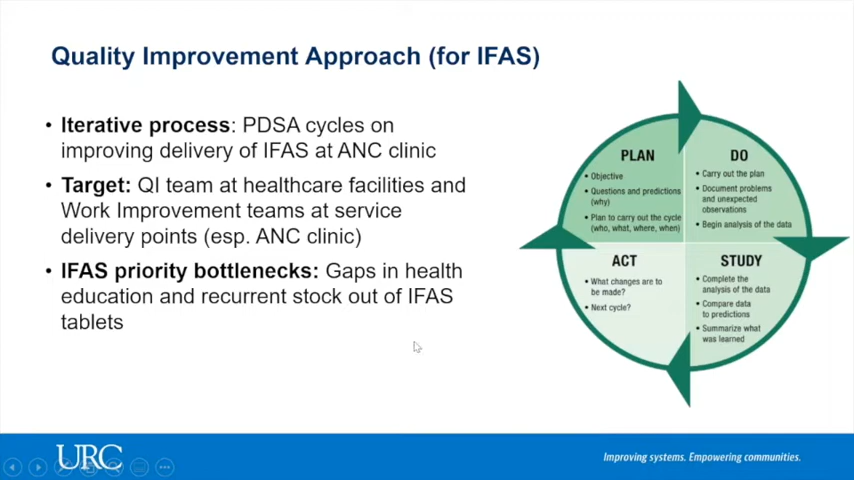 Quality Improvement Approach (for IFAS)
• Iterative process: PDSA cycles on
improving delivery of IFAS at ANC clinic
• Target: QI team at healthcare facilities and
Work Improvement teams at service
delivery points (esp. ANC clinic)
• IFAS priority bottlenecks: Gaps in health
education and recurrent stock out of IFAS
tablets
PLAN
• Objective
• Questions and predictions
(why)
• Plan to carry out the cycle
(who, what, where, when)
DO
• Carry out the plan
• Document problems
and unexpected
observations
• Begin analysis of the data
ACT
• What changes are to
be made?
• Next cycle?
STUDY
• Complete the
analysis of the data
• Compare data
to predictions
• Summarize what
was learned
URC
Improving systems. Empowering communities.